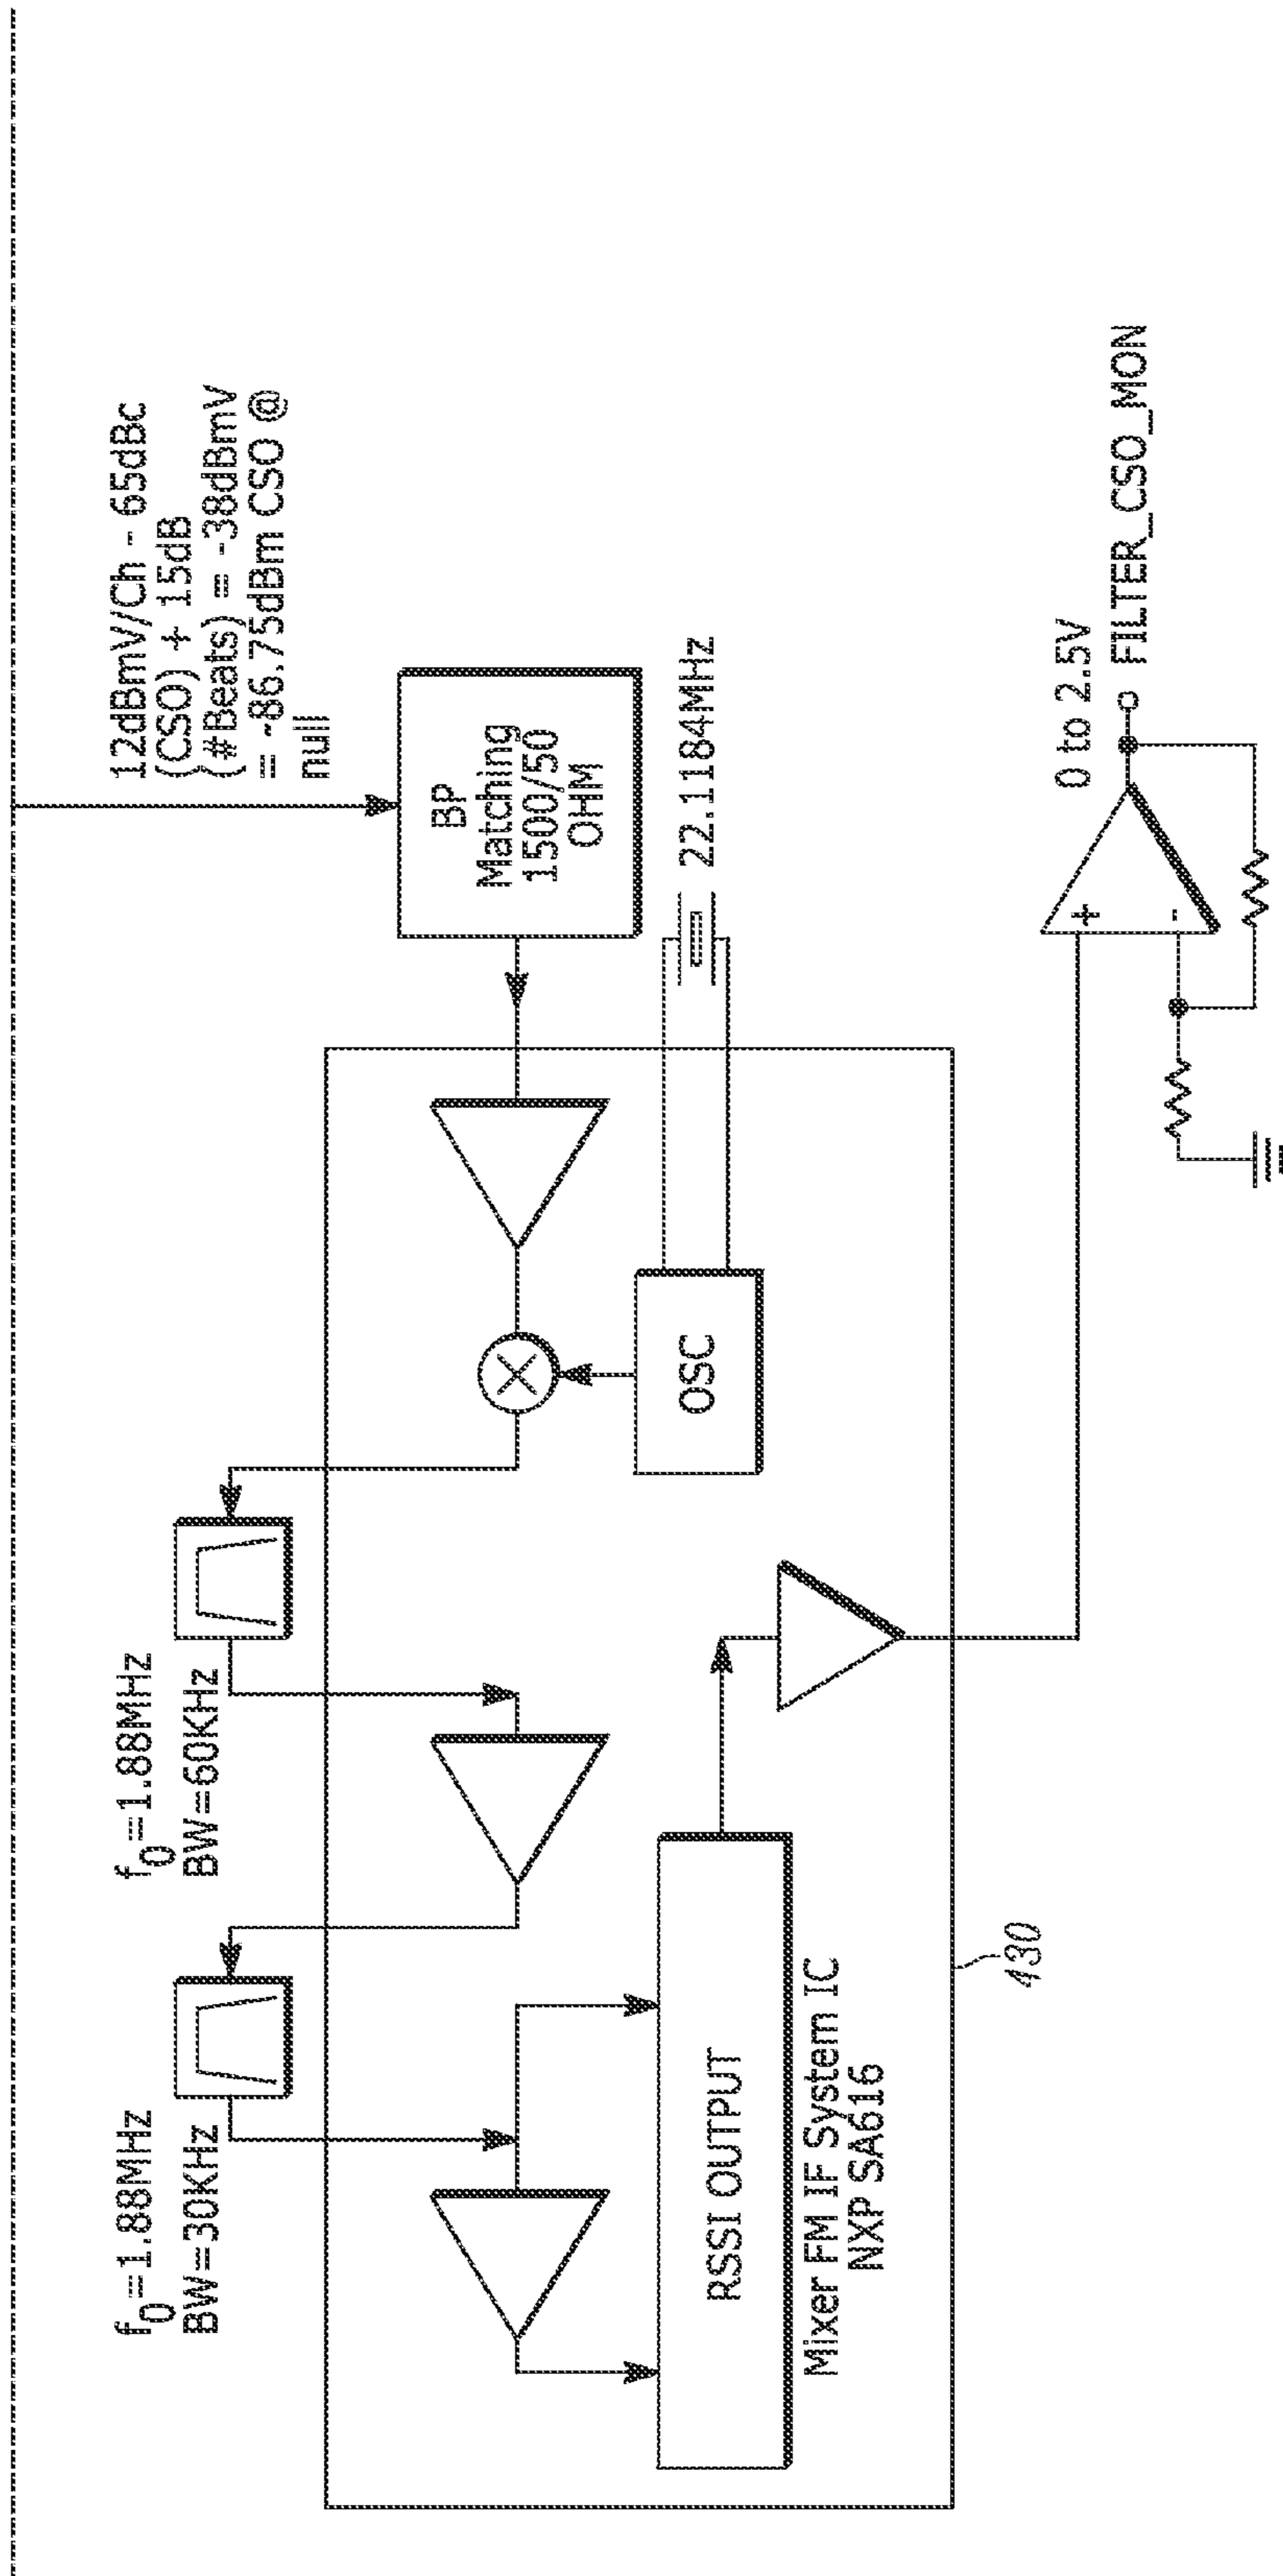 12dBmV/Ch - 65dBc
(CSO) + 15dB
(#Beats) = -38dBmV
= -86.75dBm CSO @
null
f0=1.88MHz
BW=30KHz
f0=1.88MHz
BW=60KHz
BP
Matching
1500/50
OHM
22.1184MHz
OSC
RSSI OUTPUT
Mixer FM IF System IC
NXP SA616
430
0 to 2.5V
+
-
FILTER_CSO_MON